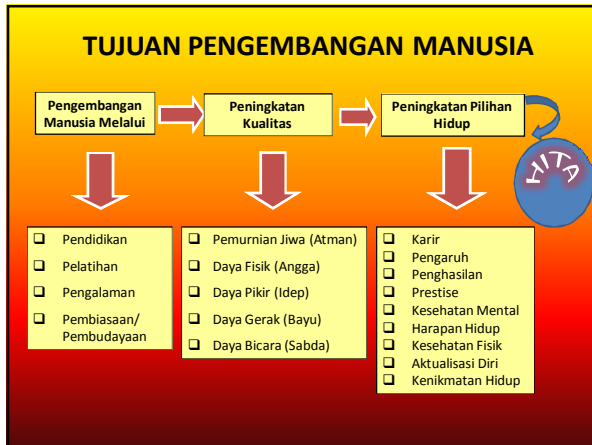 TUJUAN PENGEMBANGAN MANUSIA
Pengembangan
Manusia Melalui
Peningkatan
Kualitas
Peningkatan Pilihan
Hidup
HITA
❑ Pendidikan
❑ Pelatihan
❑ Pengalaman
❑ Pembiasaan/
Pembudayaan
❑ Pemurnian Jiwa (Atman)
❑ Daya Fisik (Angga)
❑ Daya Pikir (Idep)
❑ Daya Gerak (Bayu)
❑ Daya Bicara (Sabda)
❑ Karir
❑ Pengaruh
❑ Penghasilan
❑ Prestise
❑ Kesehatan Mental
❑ Harapan Hidup
❑ Kesehatan Fisik
❑ Aktualisasi Diri
❑ Kenikmatan Hidup